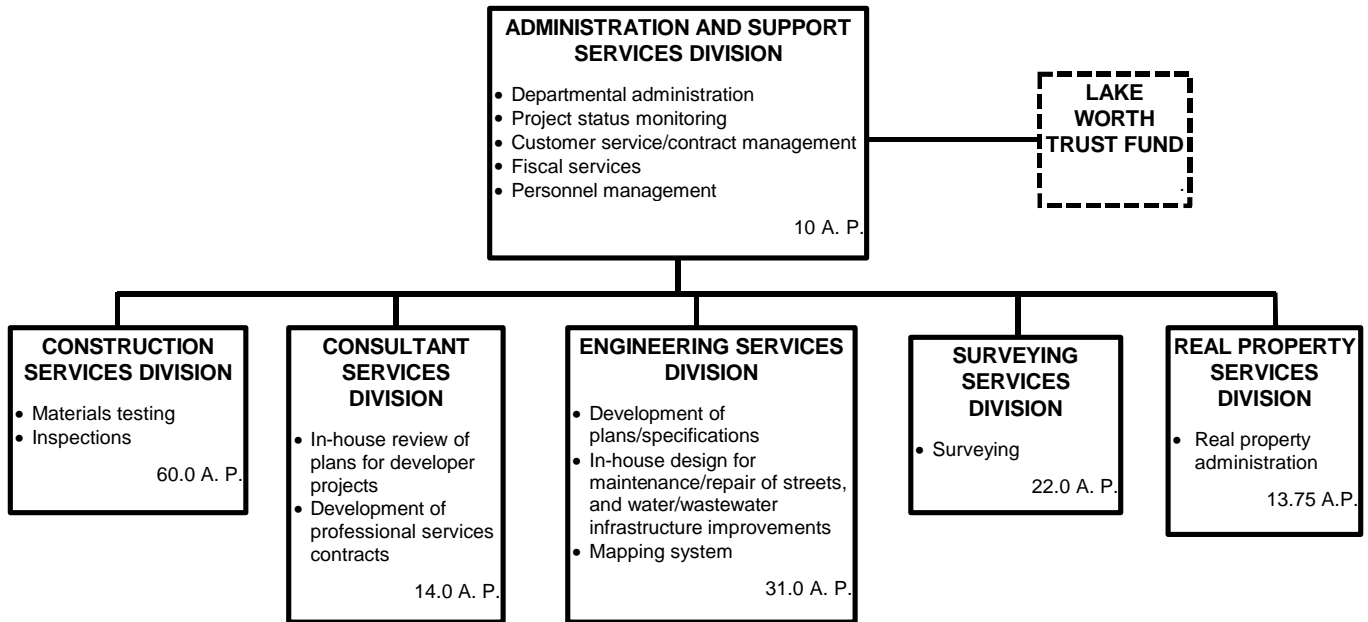 ADMINISTRATION AND SUPPORT
SERVICES DIVISION
• Departmental administration
• Project status monitoring
• Customer service/contract management
• Fiscal services
• Personnel management
10 A. P.
LAKE
WORTH
TRUST FUND
.
CONSTRUCTION
SERVICES DIVISION
• Materials testing
• Inspections
60.0 A. P.
CONSULTANT
SERVICES
DIVISION
• In-house review of
plans for developer
projects
• Development of
professional services
contracts
14.0 A. P.
ENGINEERING SERVICES
DIVISION
• Development of
plans/specifications
• In-house design for
maintenance/repair of streets,
and water/wastewater
infrastructure improvements
• Mapping system
31.0 A. P.
SURVEYING
SERVICES
DIVISION
• Surveying
22.0 A. P.
REAL PROPERTY
SERVICES
DIVISION
• Real property
administration
13.75 A.P.